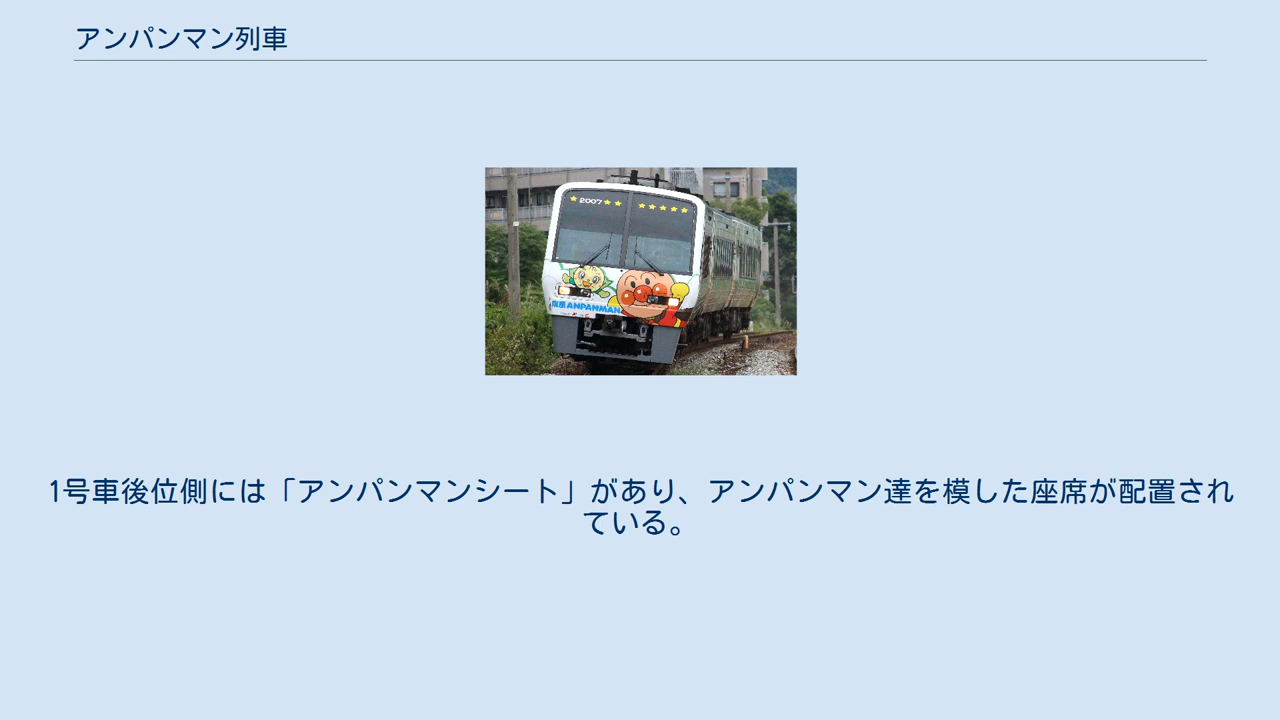 アンパンマン列車
★2007★★ ★★★★★
ANPANMAN
1号車後位側には「アンパンマンシート」があり、アンパンマン達を模した座席が配置され
ている。